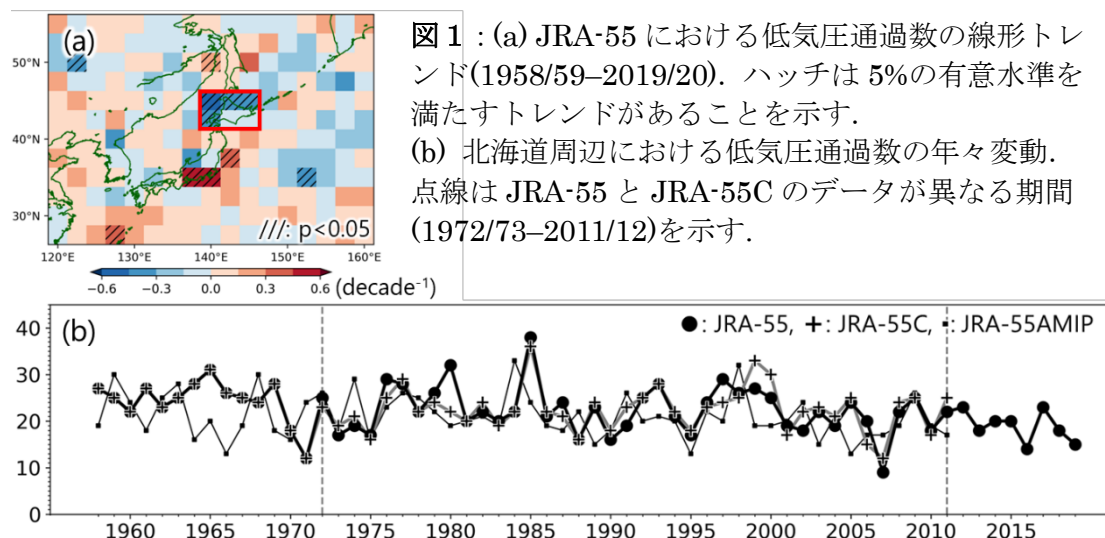 (a)
50°N
40°N
30°N
///: p<0.05
120°E 130°E 140°E 150°E 160°E
−0.6 −0.3 0.0 0.3 0.6 (decade⁻¹)
図1：(a) JRA-55 における低気圧通過数の線形トレ
ンド(1958/59–2019/20)．ハッチは 5%の有意水準を
満たすトレンドがあることを示す．
(b) 北海道周辺における低気圧通過数の年々変動．
点線は JRA-55 と JRA-55C のデータが異なる期間
(1972/73–2011/12)を示す．
(b)
●: JRA-55, +: JRA-55C, ▪: JRA-55AMIP
40
30
20
10
0
1960 1965 1970 1975 1980 1985 1990 1995 2000 2005 2010 2015